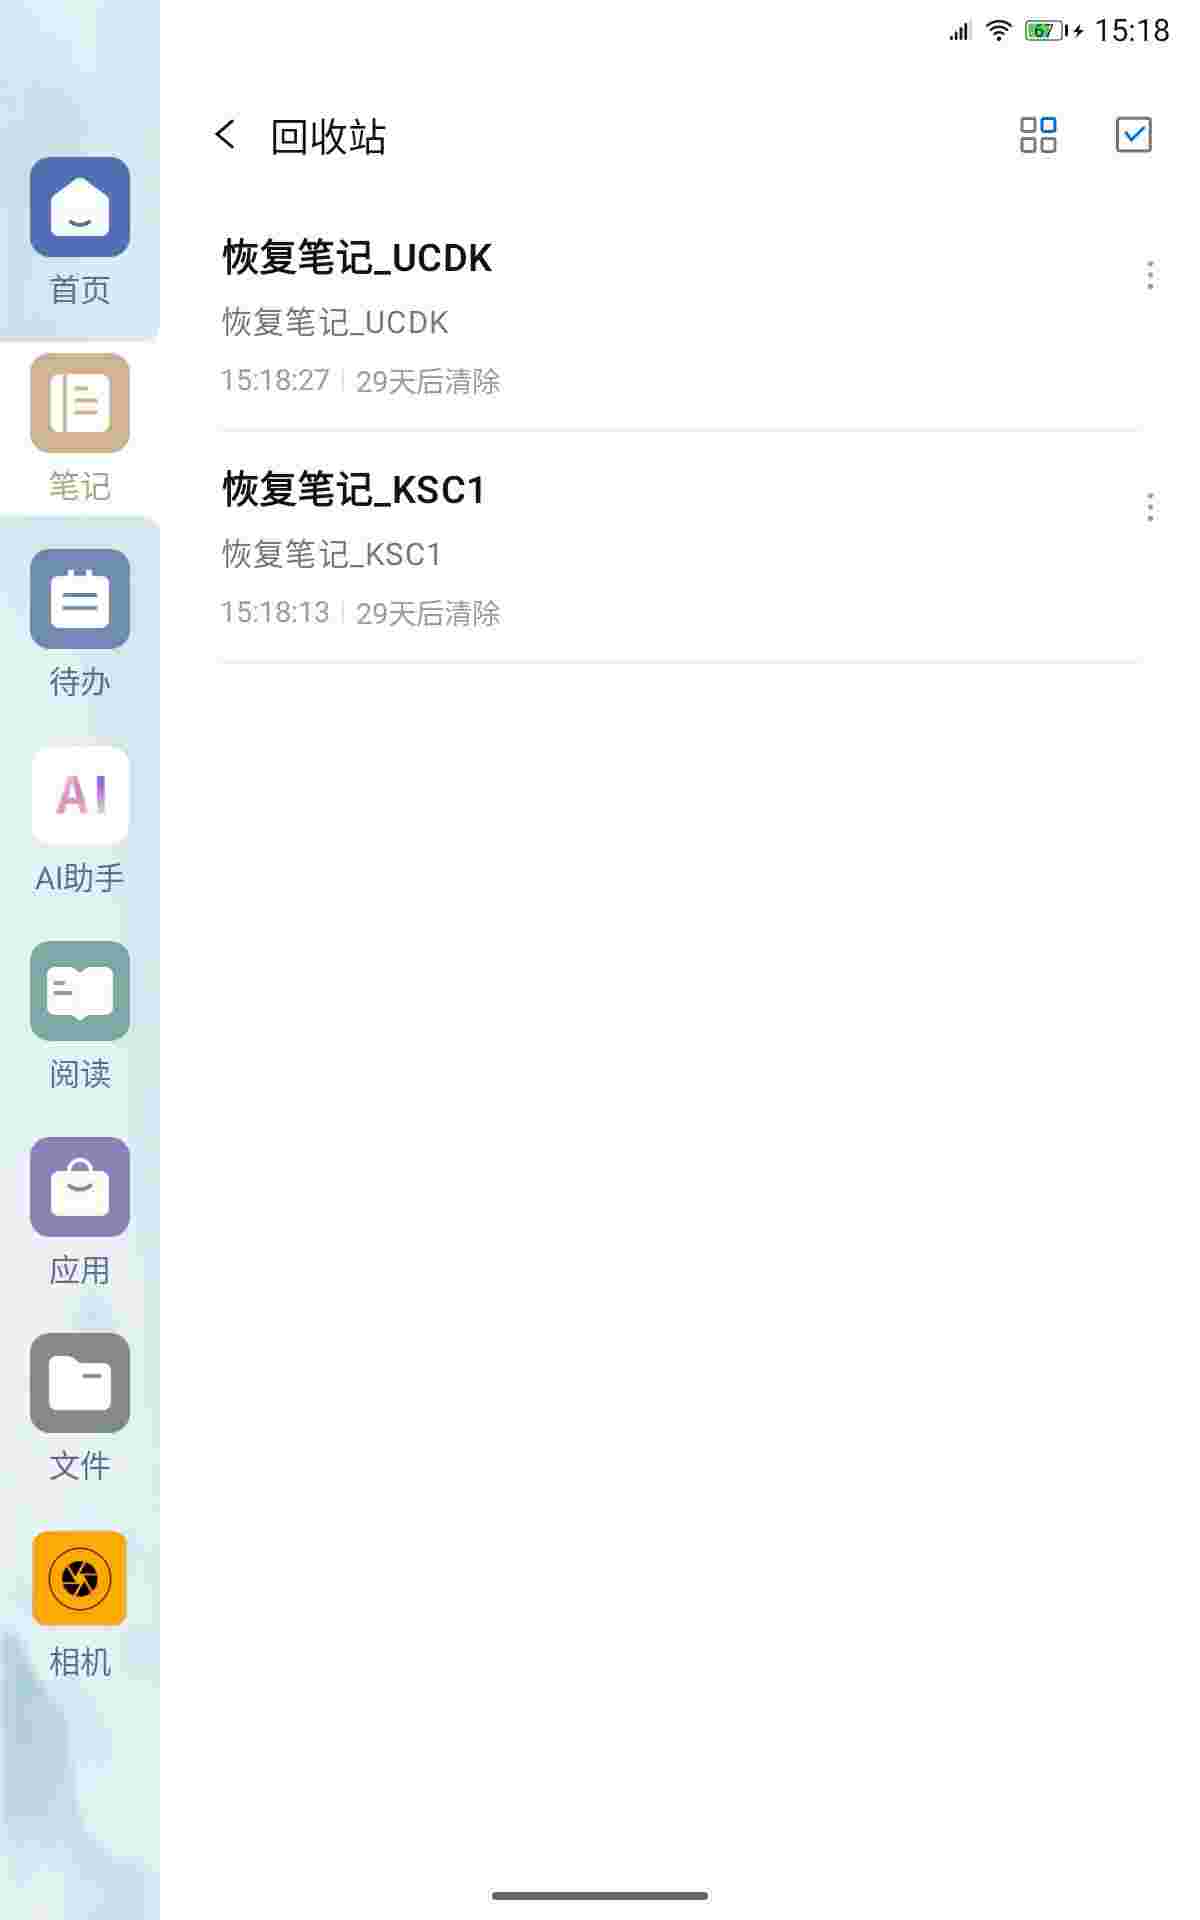 67 15:18
回收站
恢复笔记_UCDK
恢复笔记_UCDK
15:18:27 29天后清除
恢复笔记_KSC1
恢复笔记_KSC1
15:18:13 29天后清除
首页
笔记
待办
AI
AI助手
阅读
应用
文件
相机